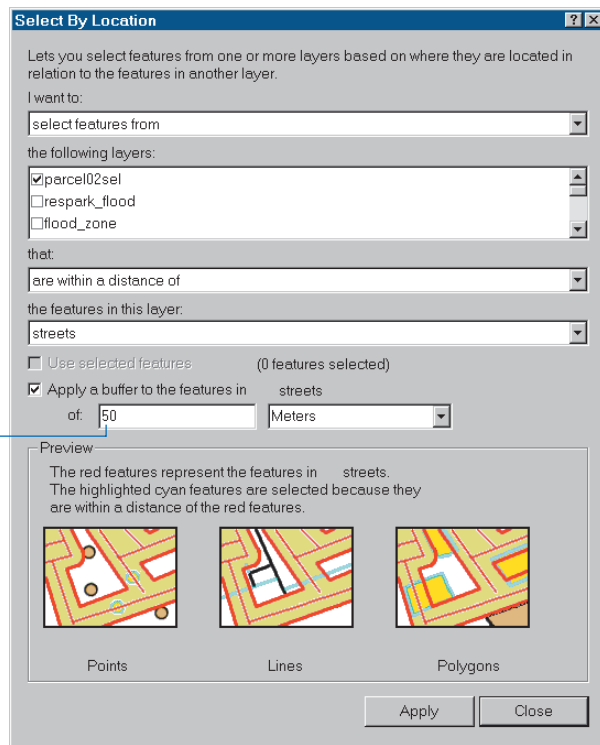 Select By Location
Lets you select features from one or more layers based on where they are located in
relation to the features in another layer.
I want to:
select features from
the following layers:
parcel02sel
respark_flood
flood_zone
that:
are within a distance of
the features in this layer:
streets
Use selected features (0 features selected)
Apply a buffer to the features in streets
of: 50 Meters
Preview
The red features represent the features in streets.
The highlighted cyan features are selected because they
are within a distance of the red features.
Points Lines Polygons
Apply Close